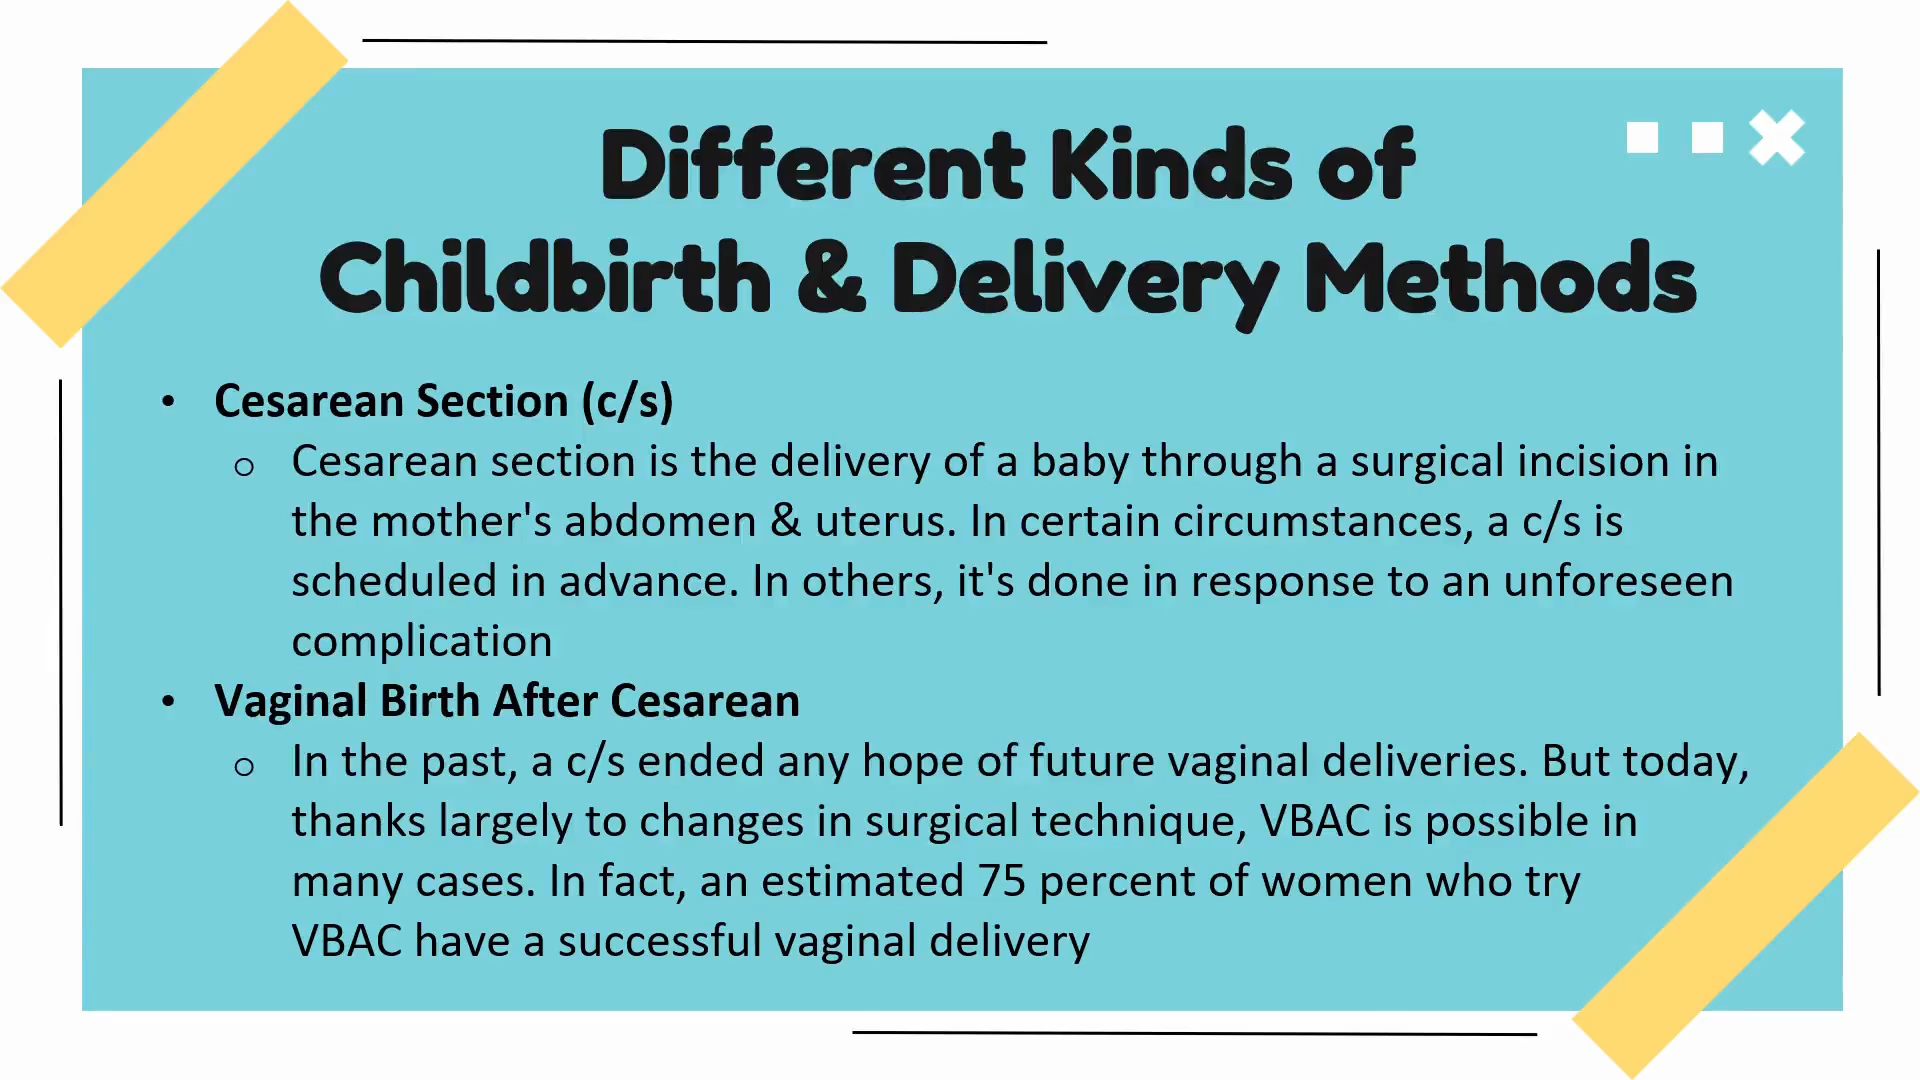 Different Kinds of
Childbirth & Delivery Methods
• Cesarean Section (c/s)
o Cesarean section is the delivery of a baby through a surgical incision in
the mother's abdomen & uterus. In certain circumstances, a c/s is
scheduled in advance. In others, it's done in response to an unforeseen
complication
• Vaginal Birth After Cesarean
o In the past, a c/s ended any hope of future vaginal deliveries. But today,
thanks largely to changes in surgical technique, VBAC is possible in
many cases. In fact, an estimated 75 percent of women who try
VBAC have a successful vaginal delivery